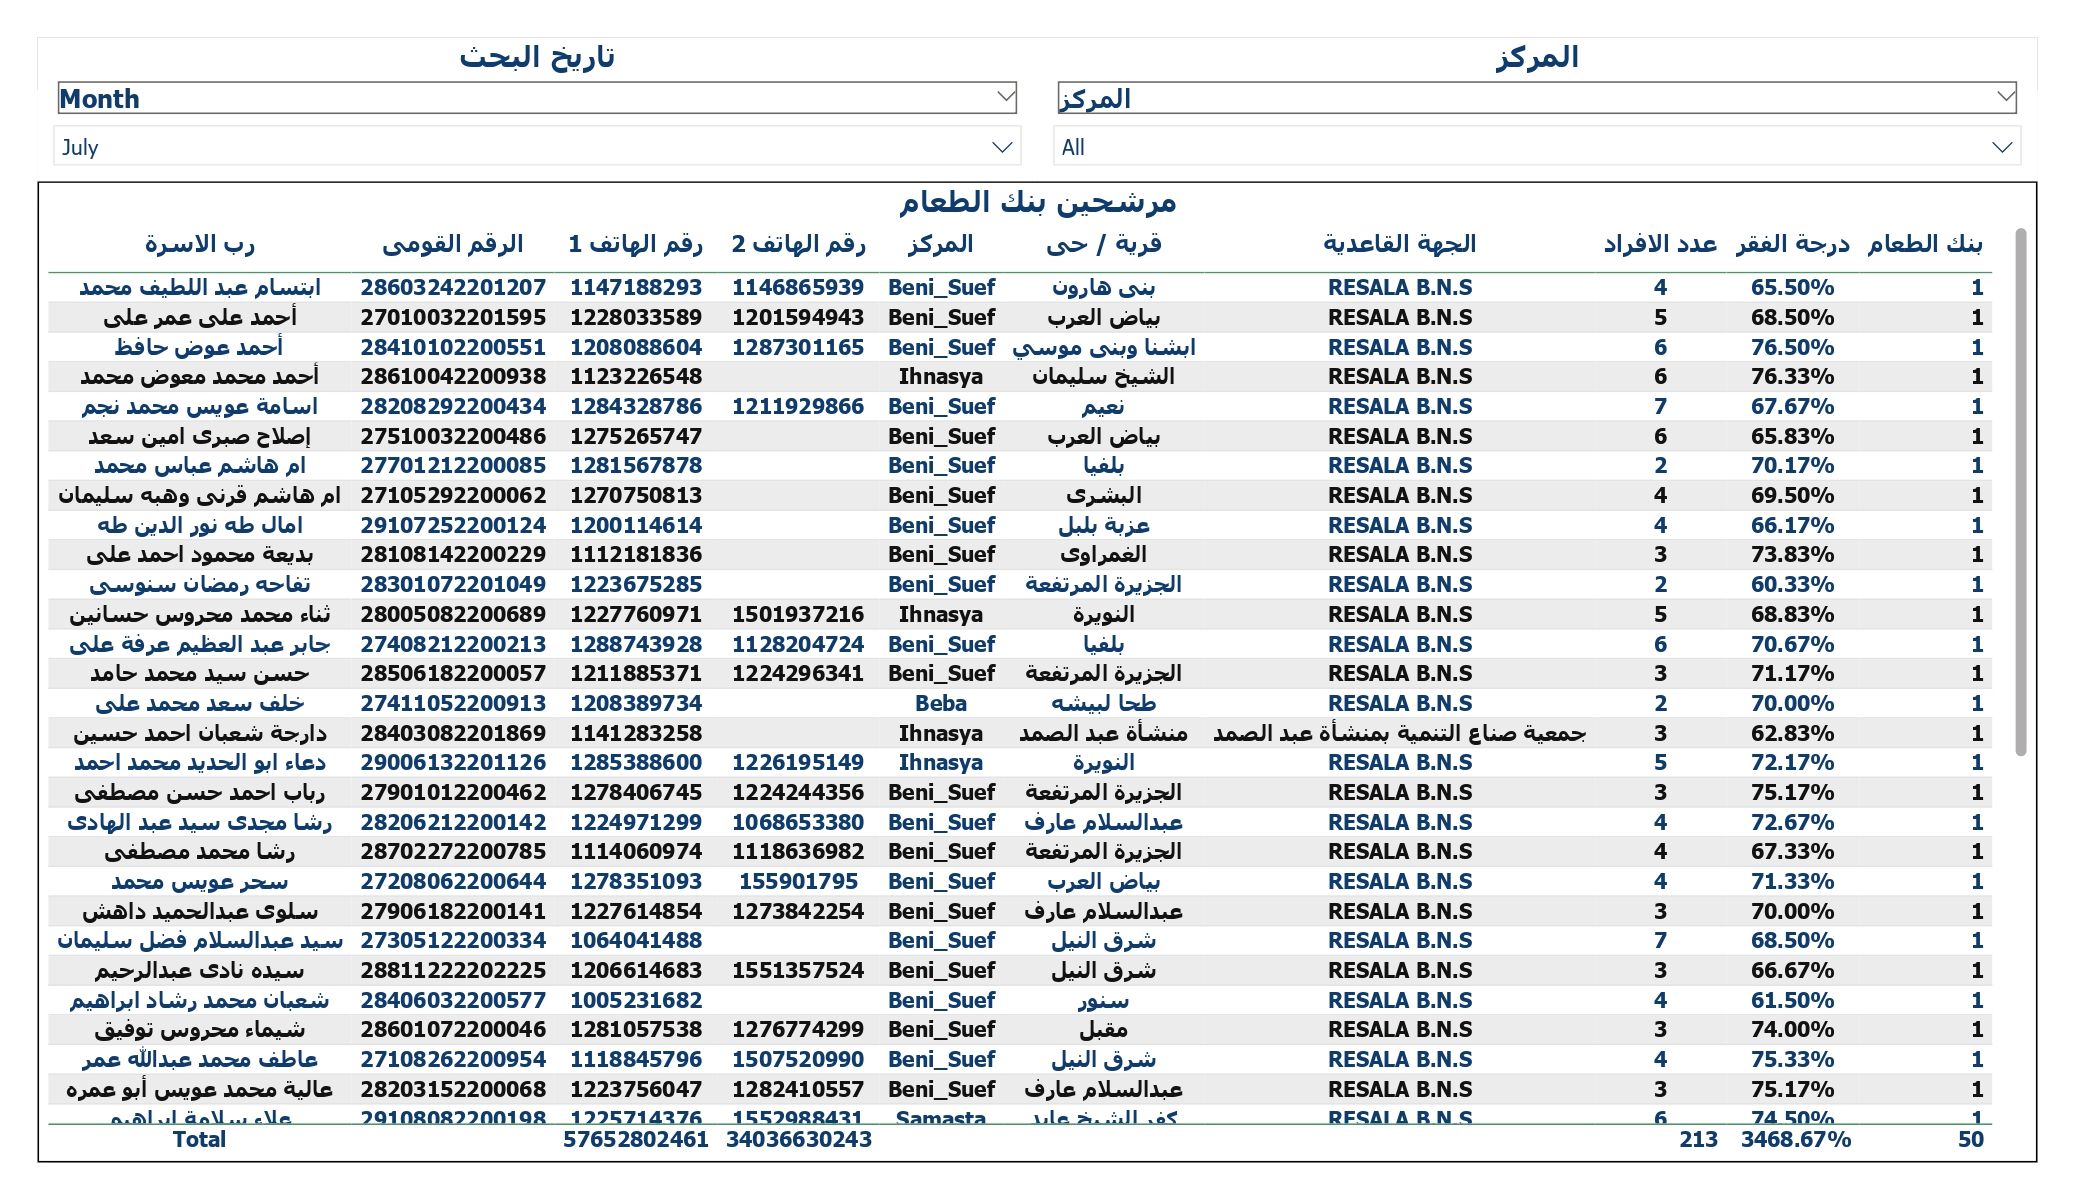 تاريخ البحث
المركز
Month
المركز
July
All
مرشحين بنك الطعام
رب الاسرة الرقم القومى رقم الهاتف 1 رقم الهاتف 2 المركز قرية / حى الجهة القاعدية عدد الافراد درجة الفقر بنك الطعام
ابتسام عبد اللطيف محمد 28603242201207 1147188293 1146865939 Beni_Suef بنى هارون RESALA B.N.S 4 65.50% 1
أحمد على عمر على 27010032201595 1228033589 1201594943 Beni_Suef بياض العرب RESALA B.N.S 5 68.50% 1
أحمد عوض حافظ 28410102200551 1208088604 1287301165 Beni_Suef ابشنا وبنى موسي RESALA B.N.S 6 76.50% 1
أحمد محمد معوض محمد 28610042200938 1123226548 Ihnasya الشيخ سليمان RESALA B.N.S 6 76.33% 1
اسامة عويس محمد نجم 28208292200434 1284328786 1211929866 Beni_Suef نعيم RESALA B.N.S 7 67.67% 1
إصلاح صبرى امين سعد 27510032200486 1275265747 Beni_Suef بياض العرب RESALA B.N.S 6 65.83% 1
ام هاشم عباس محمد 27701212200085 1281567878 Beni_Suef بلفيا RESALA B.N.S 2 70.17% 1
ام هاشم قرنى وهبه سليمان 27105292200062 1270750813 Beni_Suef البشرى RESALA B.N.S 4 69.50% 1
امال طه نور الدين طه 29107252200124 1200114614 Beni_Suef عزبة بلبل RESALA B.N.S 4 66.17% 1
بديعة محمود احمد على 28108142200229 1112181836 Beni_Suef الغمراوى RESALA B.N.S 3 73.83% 1
تفاحه رمضان سنوسى 28301072201049 1223675285 Beni_Suef الجزيرة المرتفعة RESALA B.N.S 2 60.33% 1
ثناء محمد محروس حسانين 28005082200689 1227760971 1501937216 Ihnasya النويرة RESALA B.N.S 5 68.83% 1
جابر عبد العظيم عرفة على 27408212200213 1288743928 1128204724 Beni_Suef بلفيا RESALA B.N.S 6 70.67% 1
حسن سيد محمد حامد 28506182200057 1211885371 1224296341 Beni_Suef الجزيرة المرتفعة RESALA B.N.S 3 71.17% 1
خلف سعد محمد على 27411052200913 1208389734 Beba طحا لبيشه RESALA B.N.S 2 70.00% 1
دارجة شعبان احمد حسين 28403082201869 1141283258 Ihnasya منشأة عبد الصمد جمعية صناع التنمية بمنشأة عبد الصمد 3 62.83% 1
دعاء ابو الحديد محمد احمد 29006132201126 1285388600 1226195149 Ihnasya النويرة RESALA B.N.S 5 72.17% 1
رباب احمد حسن مصطفى 27901012200462 1278406745 1224244356 Beni_Suef الجزيرة المرتفعة RESALA B.N.S 3 75.17% 1
رشا مجدى سيد عبد الهادى 28206212200142 1224971299 1068653380 Beni_Suef عبدالسلام عارف RESALA B.N.S 4 72.67% 1
رشا محمد مصطفى 28702272200785 1114060974 1118636982 Beni_Suef الجزيرة المرتفعة RESALA B.N.S 4 67.33% 1
سحر عويس محمد 27208062200644 1278351093 155901795 Beni_Suef بياض العرب RESALA B.N.S 4 71.33% 1
سلوى عبدالحميد داهش 27906182200141 1227614854 1273842254 Beni_Suef عبدالسلام عارف RESALA B.N.S 3 70.00% 1
سيد عبدالسلام فضل سليمان 27305122200334 1064041488 Beni_Suef شرق النيل RESALA B.N.S 7 68.50% 1
سيده نادى عبدالرحيم 28811222202225 1206614683 1551357524 Beni_Suef شرق النيل RESALA B.N.S 3 66.67% 1
شعبان محمد رشاد ابراهيم 28406032200577 1005231682 Beni_Suef سنور RESALA B.N.S 4 61.50% 1
شيماء محروس توفيق 28601072200046 1281057538 1276774299 Beni_Suef مقبل RESALA B.N.S 3 74.00% 1
عاطف محمد عبدالله عمر 27108262200954 1118845796 1507520990 Beni_Suef شرق النيل RESALA B.N.S 4 75.33% 1
عالية محمد عويس أبو عمره 28203152200068 1223756047 1282410557 Beni_Suef عبدالسلام عارف RESALA B.N.S 3 75.17% 1
علاء سلامة ابراهيم 29108082200198 1225714376 1552988431 Samasta كفر الشيخ عابد RESALA B.N.S 6 74.50% 1
Total 57652802461 34036630243 213 3468.67% 50